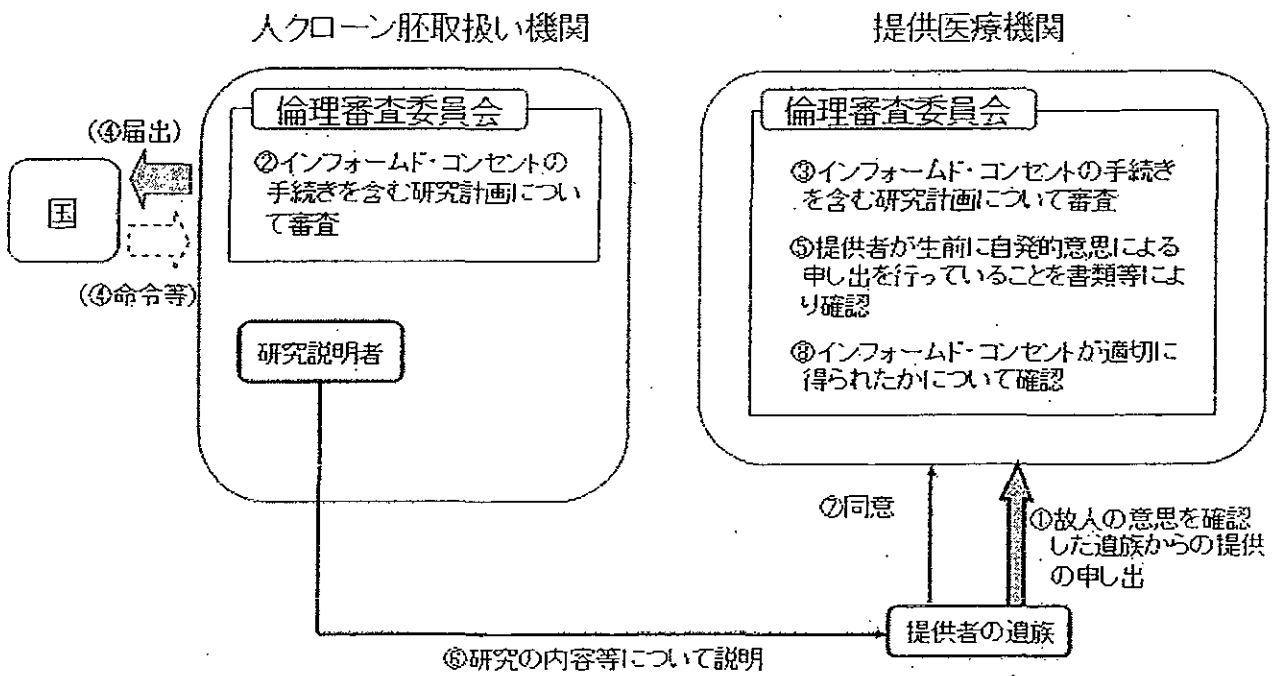 人クローン胚取扱い機関
提供医療機関
倫理審査委員会
②インフォームド・コンセントの
手続きを含む研究計画につい
て審査
(④届出)
国
(④命令等)
研究説明者
倫理審査委員会
③インフォームド・コンセントの手続き
を含む研究計画について審査
⑤提供者が生前に自発的意思による
申し出を行っていることを書類等によ
り確認
⑧インフォームド・コンセントが適切に
得られたかについて確認
⑦同意
①故人の意思を確認
した遺族からの提供
の申し出
提供者の遺族
⑥研究の内容等について説明